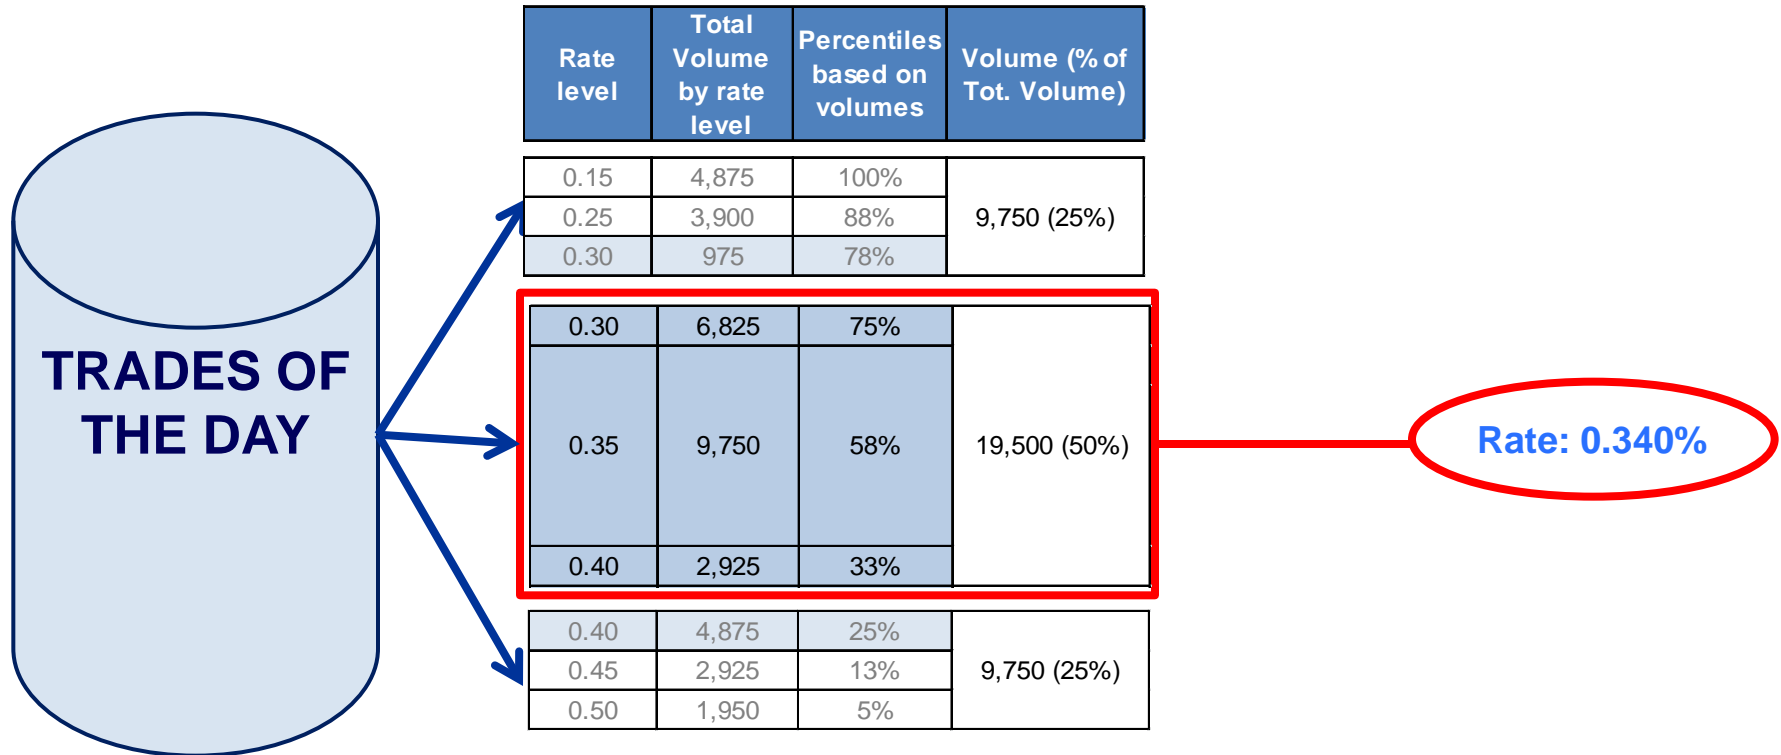 Rate
level
Total
Volume
by rate
level
Percentiles
based on
volumes
Volume (% of
Tot. Volume)
0.15 4,875 100%
0.25 3,900 88% 9,750 (25%)
0.30 975 78%
0.30 6,825 75%
0.35 9,750 58% 19,500 (50%)
0.40 2,925 33%
0.40 4,875 25%
0.45 2,925 13% 9,750 (25%)
0.50 1,950 5%
TRADES OF
THE DAY
Rate: 0.340%